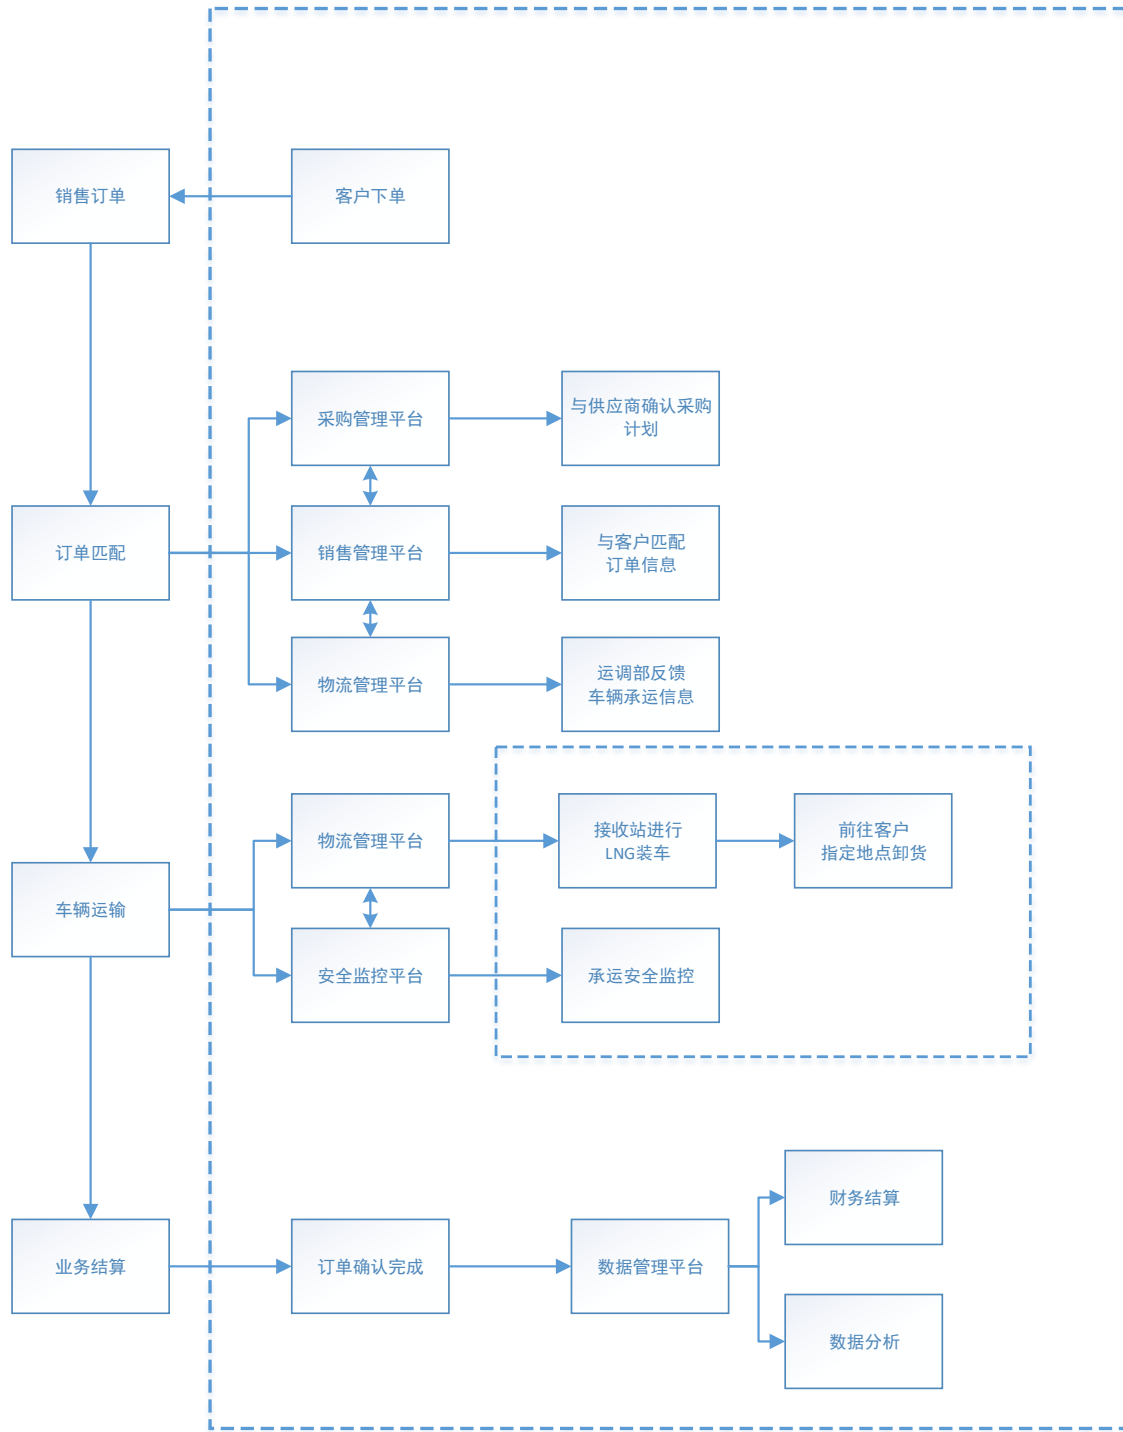 销售订单
客户下单
采购管理平台
与供应商确认采购
计划
订单匹配
销售管理平台
与客户匹配
订单信息
物流管理平台
运调部反馈
车辆承运信息
车辆运输
物流管理平台
接收站进行
LNG装车
前往客户
指定地点卸货
安全监控平台
承运安全监控
业务结算
订单确认完成
数据管理平台
财务结算
数据分析